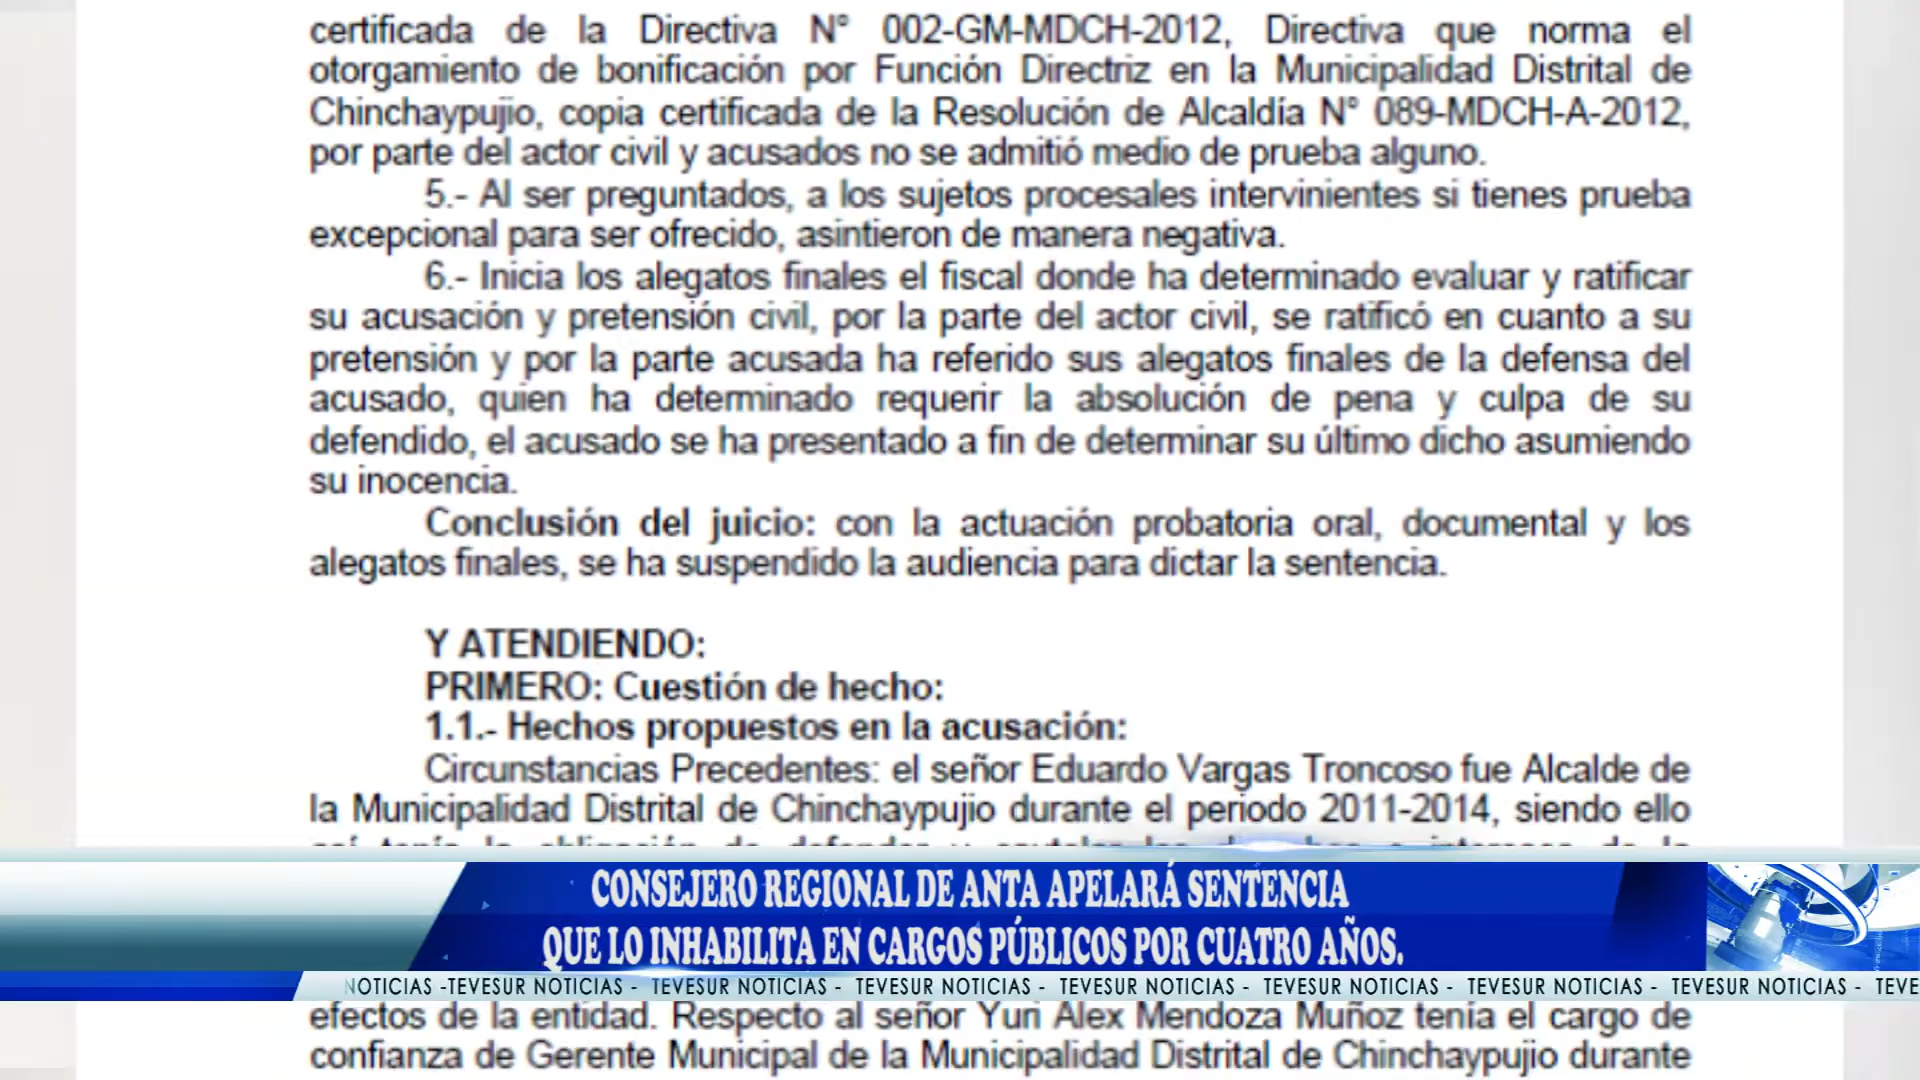 certificada de la Directiva N° 002-GM-MDCH-2012, Directiva que norma el
otorgamiento de bonificación por Función Directriz en la Municipalidad Distrital de
Chinchaypujio, copia certificada de la Resolución de Alcaldía N° 089-MDCH-A-2012,
por parte del actor civil y acusados no se admitió medio de prueba alguno.
5.- Al ser preguntados, a los sujetos procesales intervinientes si tienes prueba
excepcional para ser ofrecido, asintieron de manera negativa.
6.- Inicia los alegatos finales el fiscal donde ha determinado evaluar y ratificar
su acusación y pretensión civil, por la parte del actor civil, se ratificó en cuanto a su
pretensión y por la parte acusada ha referido sus alegatos finales de la defensa del
acusado, quien ha determinado requerir la absolución de pena y culpa de su
defendido, el acusado se ha presentado a fin de determinar su último dicho asumiendo
su inocencia.
Conclusión del juicio: con la actuación probatoria oral, documental y los
alegatos finales, se ha suspendido la audiencia para dictar la sentencia.
Y ATENDIENDO:
PRIMERO: Cuestión de hecho:
1.1.- Hechos propuestos en la acusación:
Circunstancias Precedentes: el señor Eduardo Vargas Troncoso fue Alcalde de
la Municipalidad Distrital de Chinchaypujio durante el periodo 2011-2014, siendo ello
CONSEJERO REGIONAL DE ANTA APELARÁ SENTENCIA
QUE LO INHABILITA EN CARGOS PÚBLICOS POR CUATRO AÑOS.
NOTICIAS -TEVESUR NOTICIAS - TEVESUR NOTICIAS - TEVESUR NOTICIAS - TEVESUR NOTICIAS - TEVESUR NOTICIAS - TEVESUR NOTICIAS - TEVESUR NOTICIAS - TEVE
efectos de la entidad. Respecto al señor Yuri Alex Mendoza Muñoz tenía el cargo de
confianza de Gerente Municipal de la Municipalidad Distrital de Chinchaypujio durante